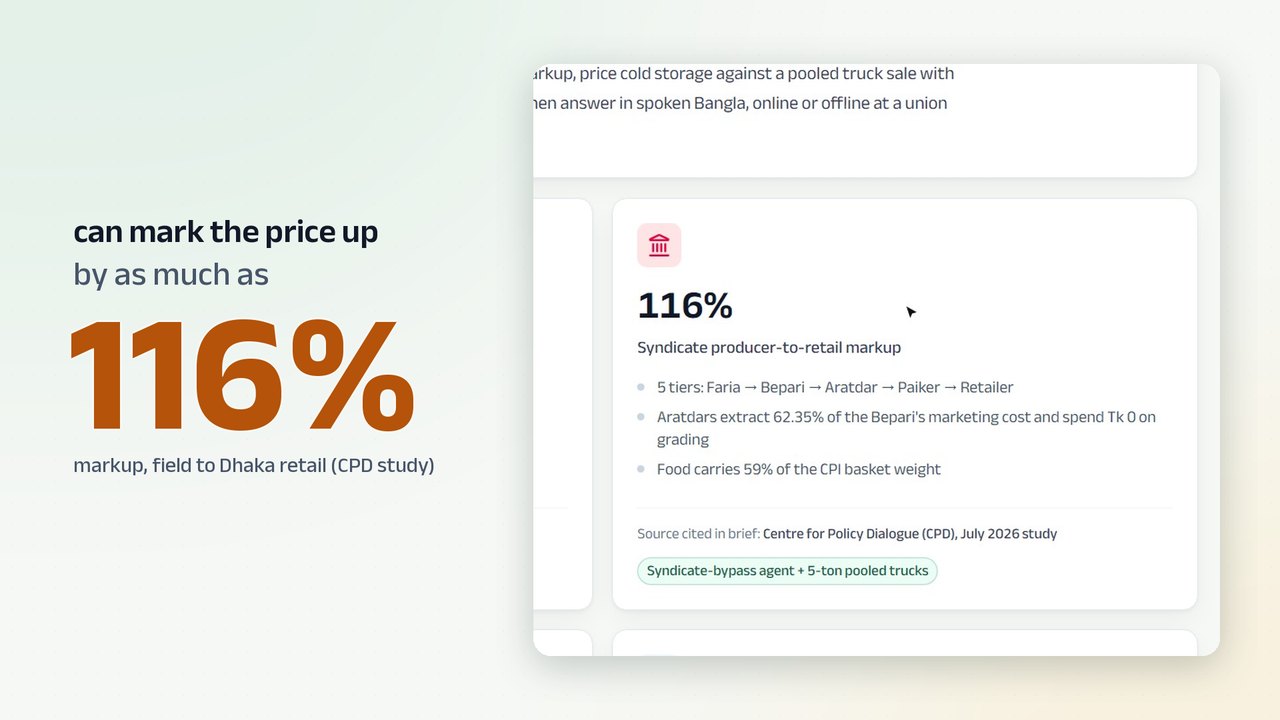 can mark the price up
by as much as
116%
markup, field to Dhaka retail (CPD study)
markup, price cold storage against a pooled truck sale with
answer in spoken Bangla, online or offline at a union
116%
Syndicate producer-to-retail markup
5 tiers: Faria → Bepari → Aratdar → Paiker → Retailer
Aratdars extract 62.35% of the Bepari's marketing cost and spend Tk 0 on
grading
Food carries 59% of the CPI basket weight
Source cited in brief: Centre for Policy Dialogue (CPD), July 2026 study
Syndicate-bypass agent + 5-ton pooled trucks